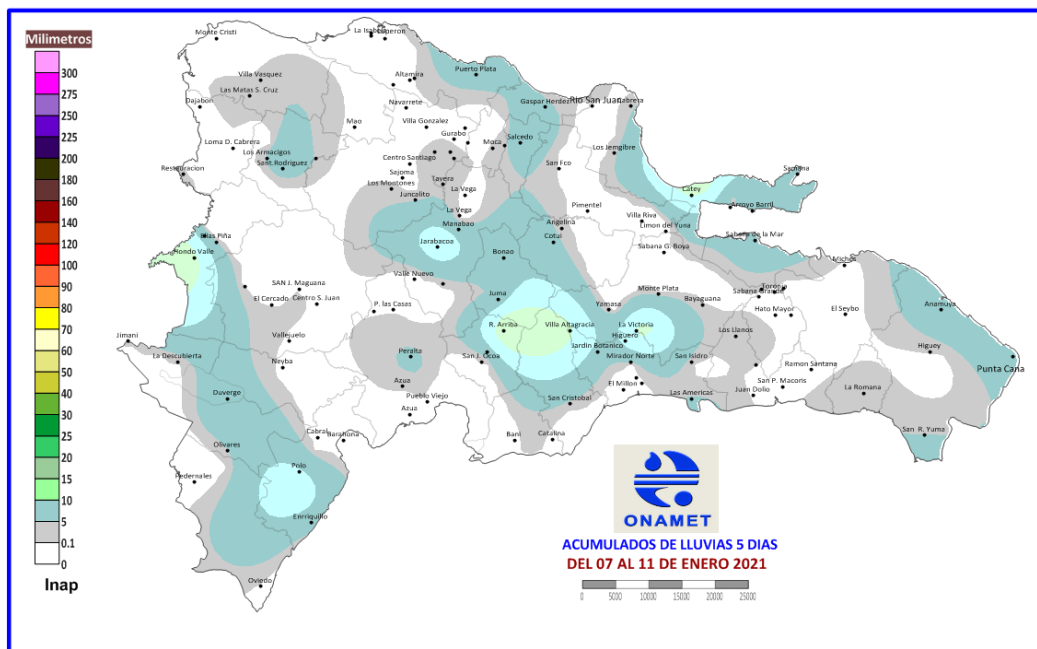 Milimetros
300
275
250
225
200
180
160
140
120
100
90
80
70
60
50
40
30
25
20
15
10
5
0.1
0
Inap
Monte Cristi
Puerto Plata
Villa Vasquez
Altamira
Las Matas S. Cruz
Dajabon
Navarrete
Gaspar Herdez
Rio San Juan
Cabrera
Mao
Villa Gonzalez
Gurabo
Moca
Salcedo
Loma D. Cabrera
Los Jengibre
Los Armacigos
Sant. Rodriguez
Centro Santiago
San Fco
Restauracion
Sajoma
Tavera
Samana
Los Montones
La Vega
Catey
Juncalito
Arroyo Barril
La Vega
Pimentel
Villa Riva
Manabao
Angelina
Limon del Yuna
Elias Piña
Cotui
Sabana de la Mar
Jarabacoa
Sabana G. Boya
Hondo Valle
Bonao
Michel
Valle Nuevo
SAN J. Maguana
Monte Plata
Sabana Grande
Juma
El Cercado
Centro S. Juan
P. las Casas
Yamasa
Bayaguana
Hato Mayor
El Seybo
Anamuya
R. Arriba
Villa Altagracia
La Victoria
Los LLanos
Jimani
Vallejuelo
Higuero
Jardin Botanico
La Descubierta
Peralta
San J. Ocoa
Mirador Norte
San Isidro
Higuey
Neyba
Ramon Santana
Punta Cana
Azua
El Millon
San P. Macoris
La Romana
Duverge
Pueblo Viejo
San Cristobal
Las Americas
Juan Dolio
Azua
Cabral
Barahona
Bani
Catalina
San R. Yuma
Olivares
Polo
Pedernales
Enrriquillo
Oviedo
ONAMET
ACUMULADOS DE LLUVIAS 5 DIAS
DEL 07 AL 11 DE ENERO 2021
0 5000 10000 15000 20000 25000